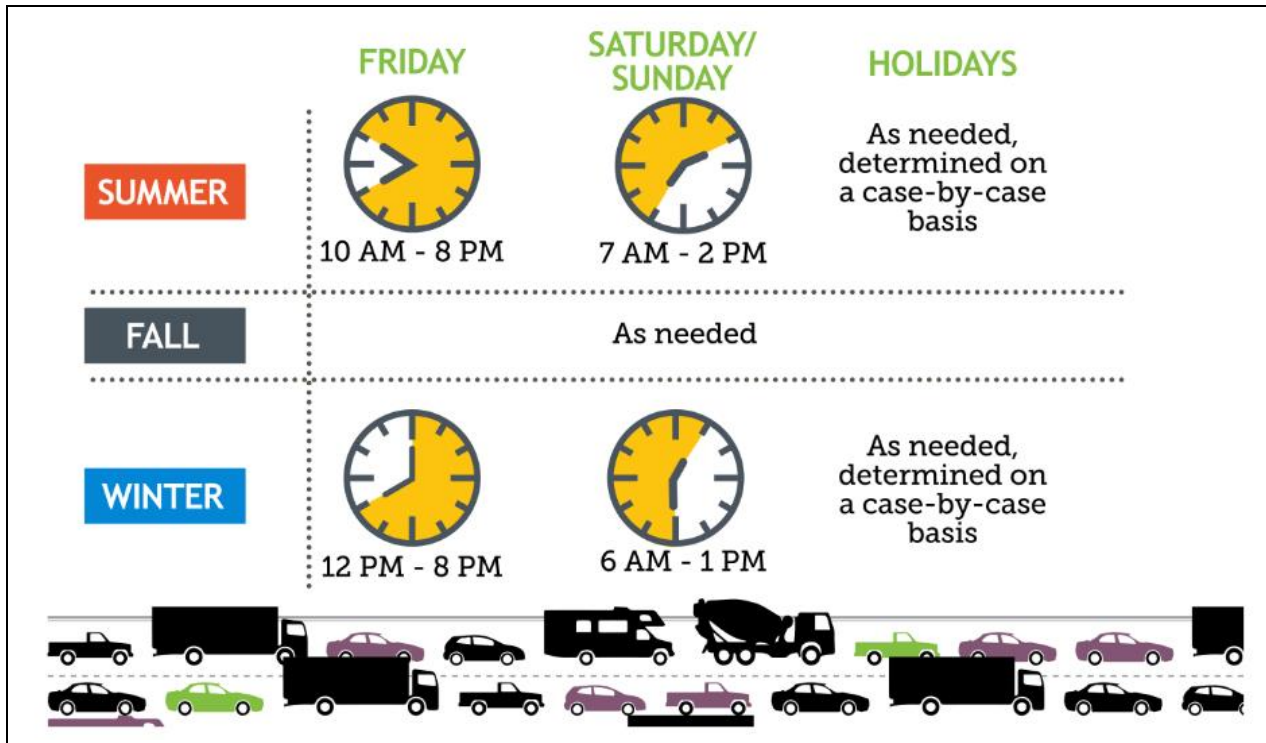 FRIDAY
SATURDAY/
SUNDAY
HOLIDAYS
SUMMER
10 AM - 8 PM
7 AM - 2 PM
As needed,
determined on
a case-by-case
basis
FALL
As needed
WINTER
12 PM - 8 PM
6 AM - 1 PM
As needed,
determined on
a case-by-case
basis